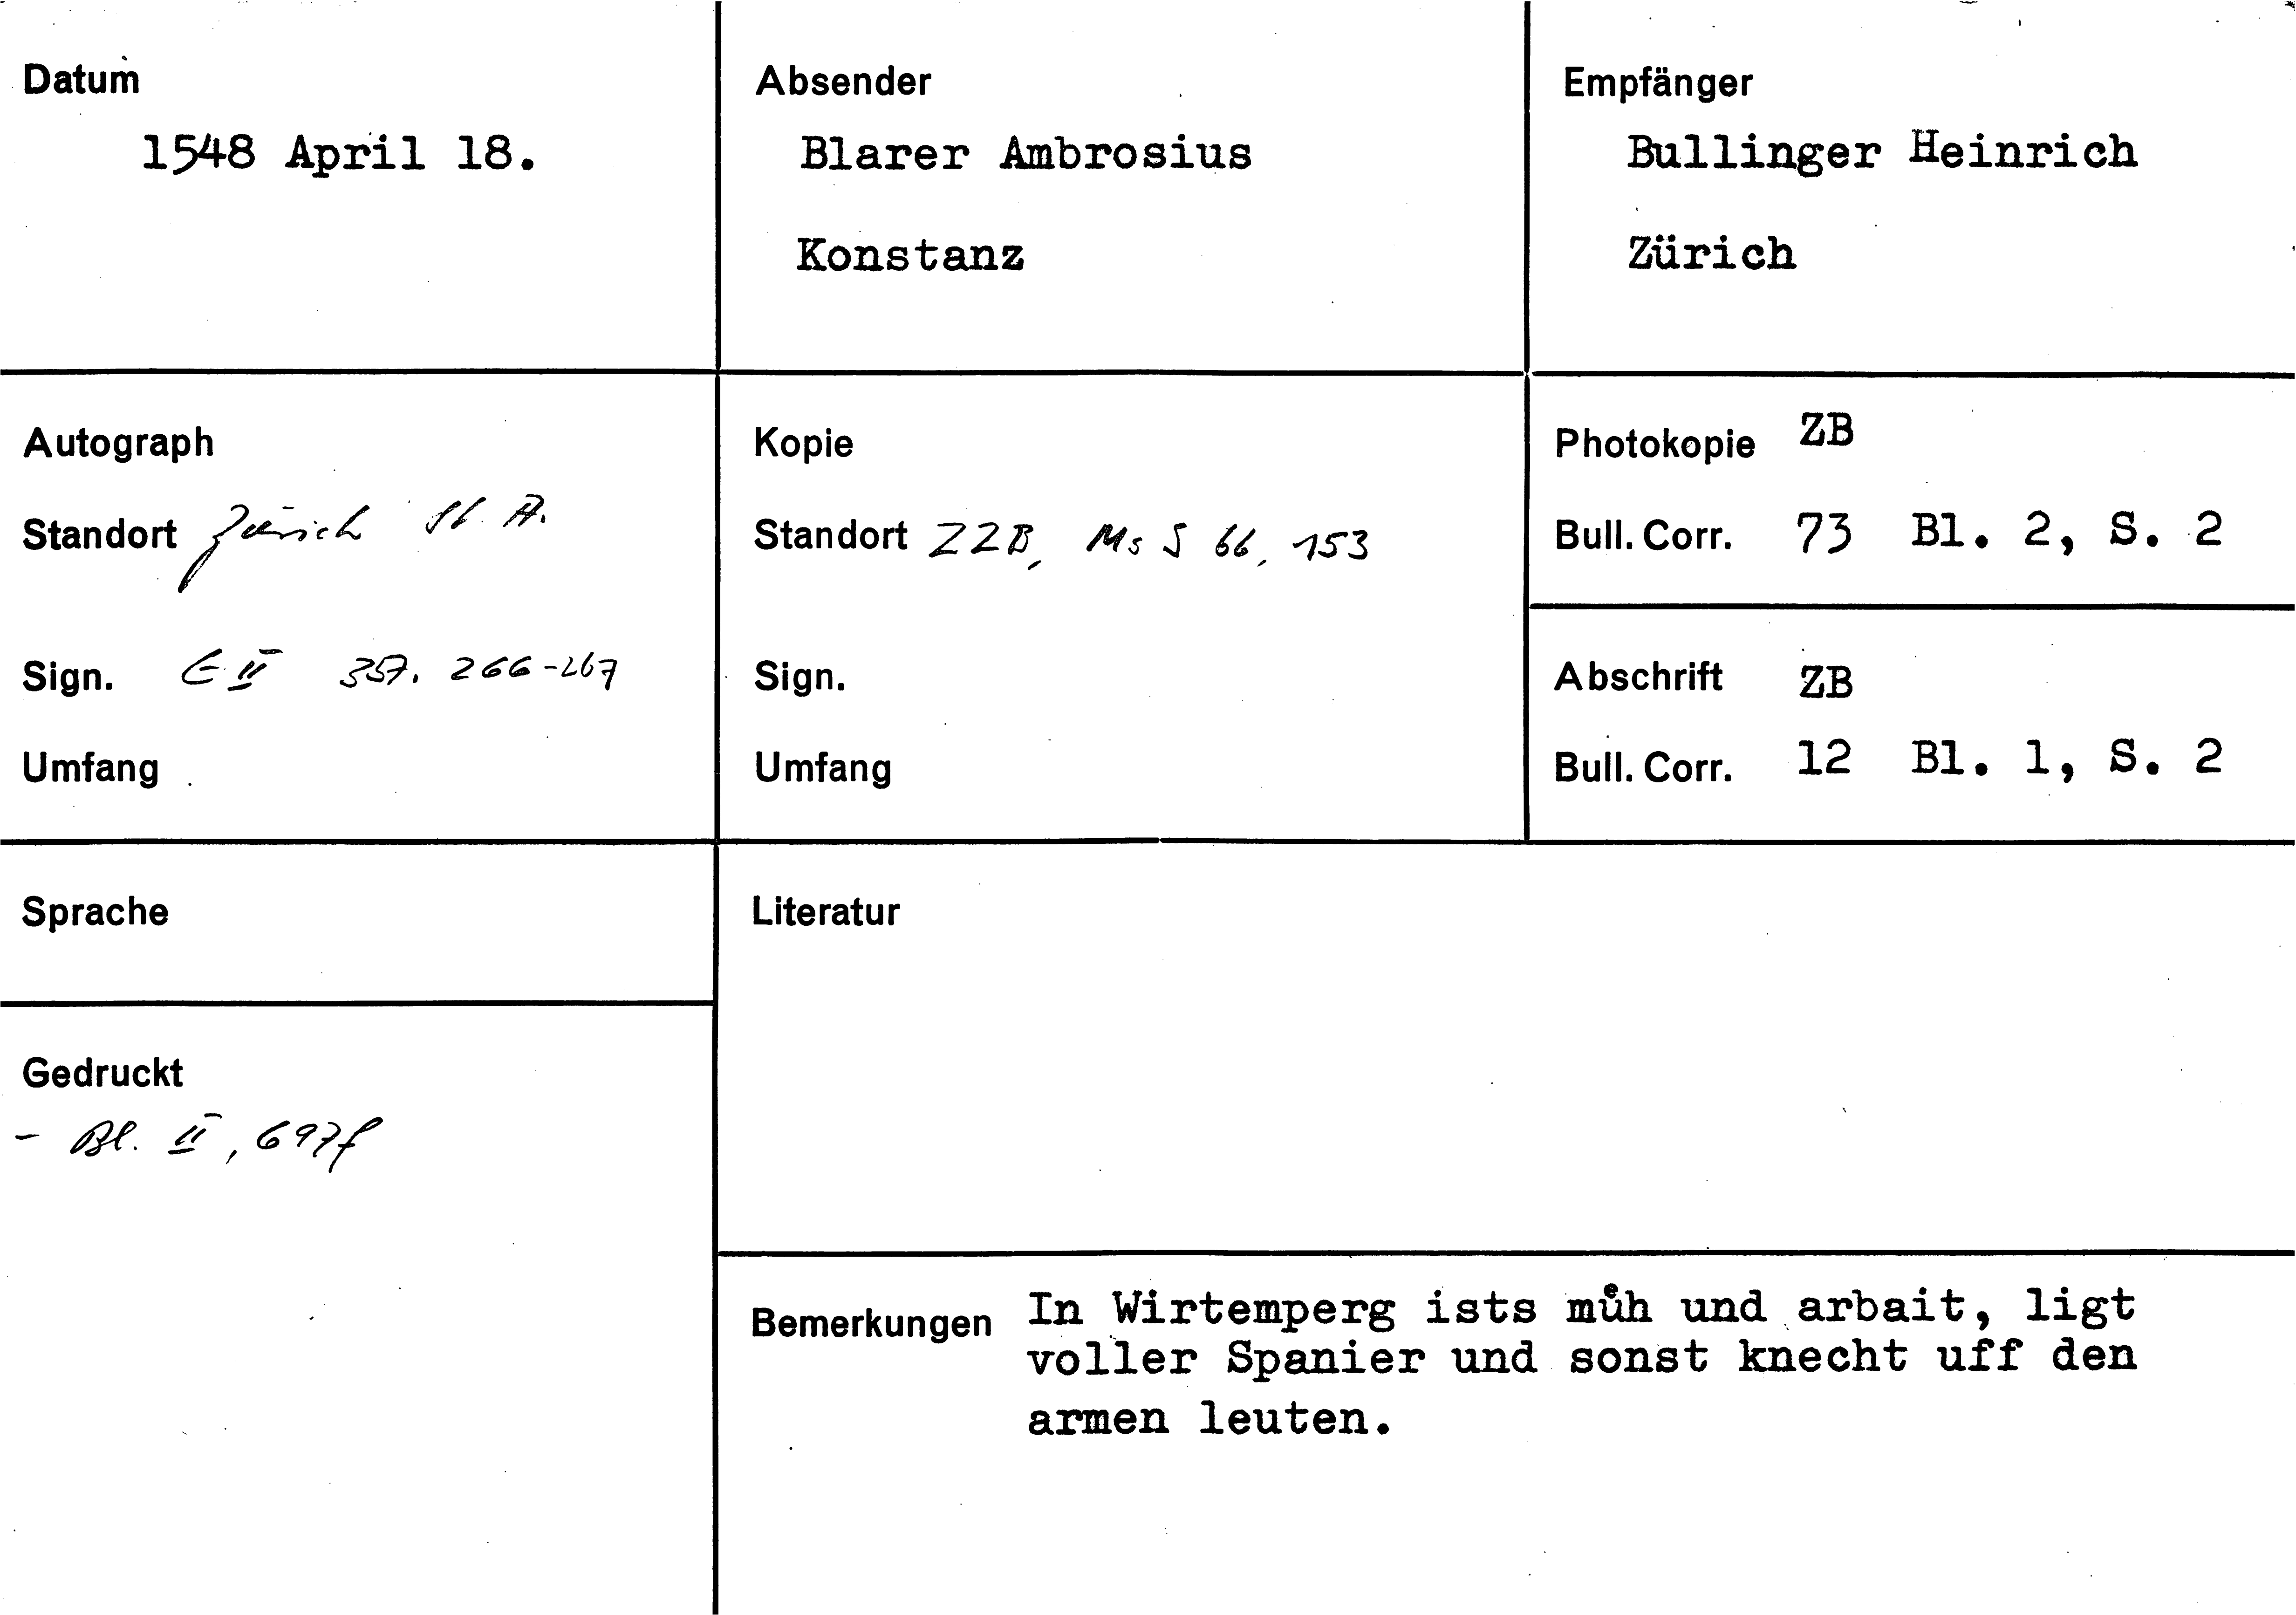 Datum
1548 April 18.
Absender
Blarer Ambrosius
Konstanz
Empfänger
Bullinger Heinrich
Zürich
Autograph
Standort Zürich St. A.
Sign. E II 357. 266-267
Umfang
Kopie
Standort ZZB, Ms S 66, 153
Sign.
Umfang
Photokopie ZB
Bull. Corr. 73 Bl. 2, S. 2
Abschrift ZB
Bull. Corr. 12 Bl. 1, S. 2
Sprache
Gedruckt
- Bl. II, 697f
Literatur
Bemerkungen In Wirtemperg ists můh und arbait, ligt
voller Spanier und sonst knecht uff den
armen leuten.